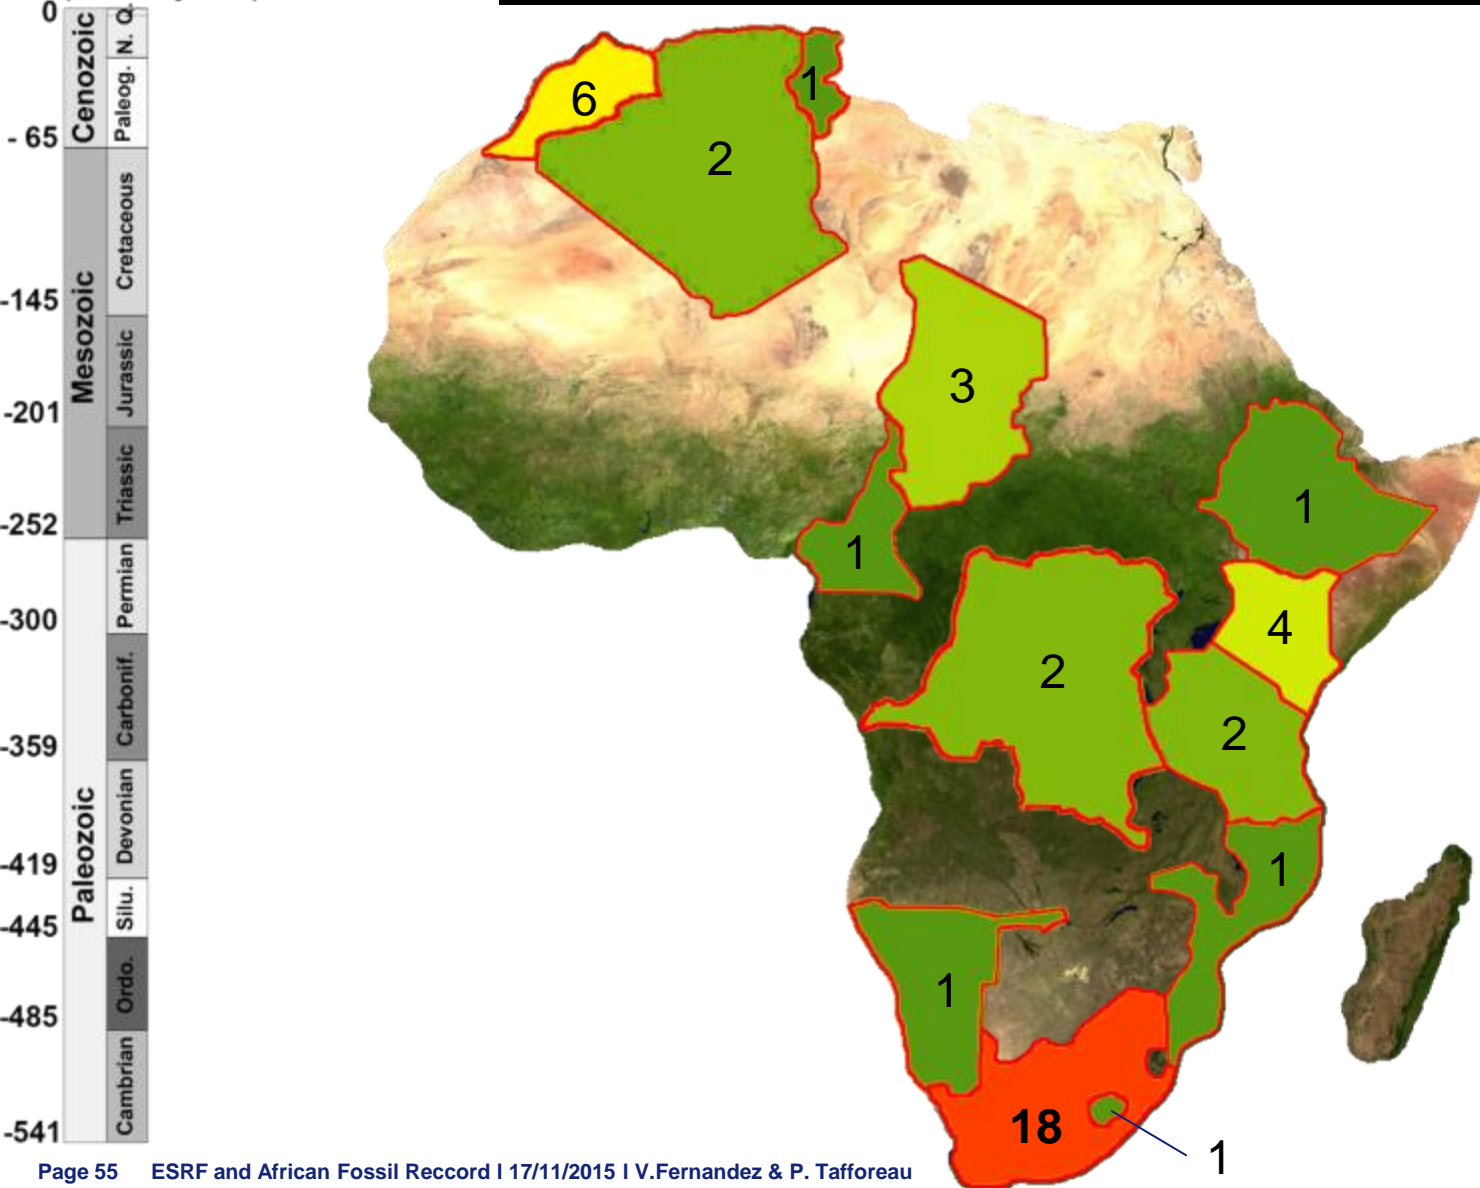 0
- 65
-145
-201
-252
-300
-359
-419
-445
-485
-541
Cenozoic
Mesozoic
Paleozoic
Q.
N.
Paleog.
Cretaceous
Jurassic
Triassic
Permian
Carbonif.
Devonian
Silu.
Ordo.
Cambrian
6
2
1
3
1
1
4
2
2
1
1
18
1
Page 55 ESRF and African Fossil Reccord l 17/11/2015 l V.Fernandez & P. Tafforeau